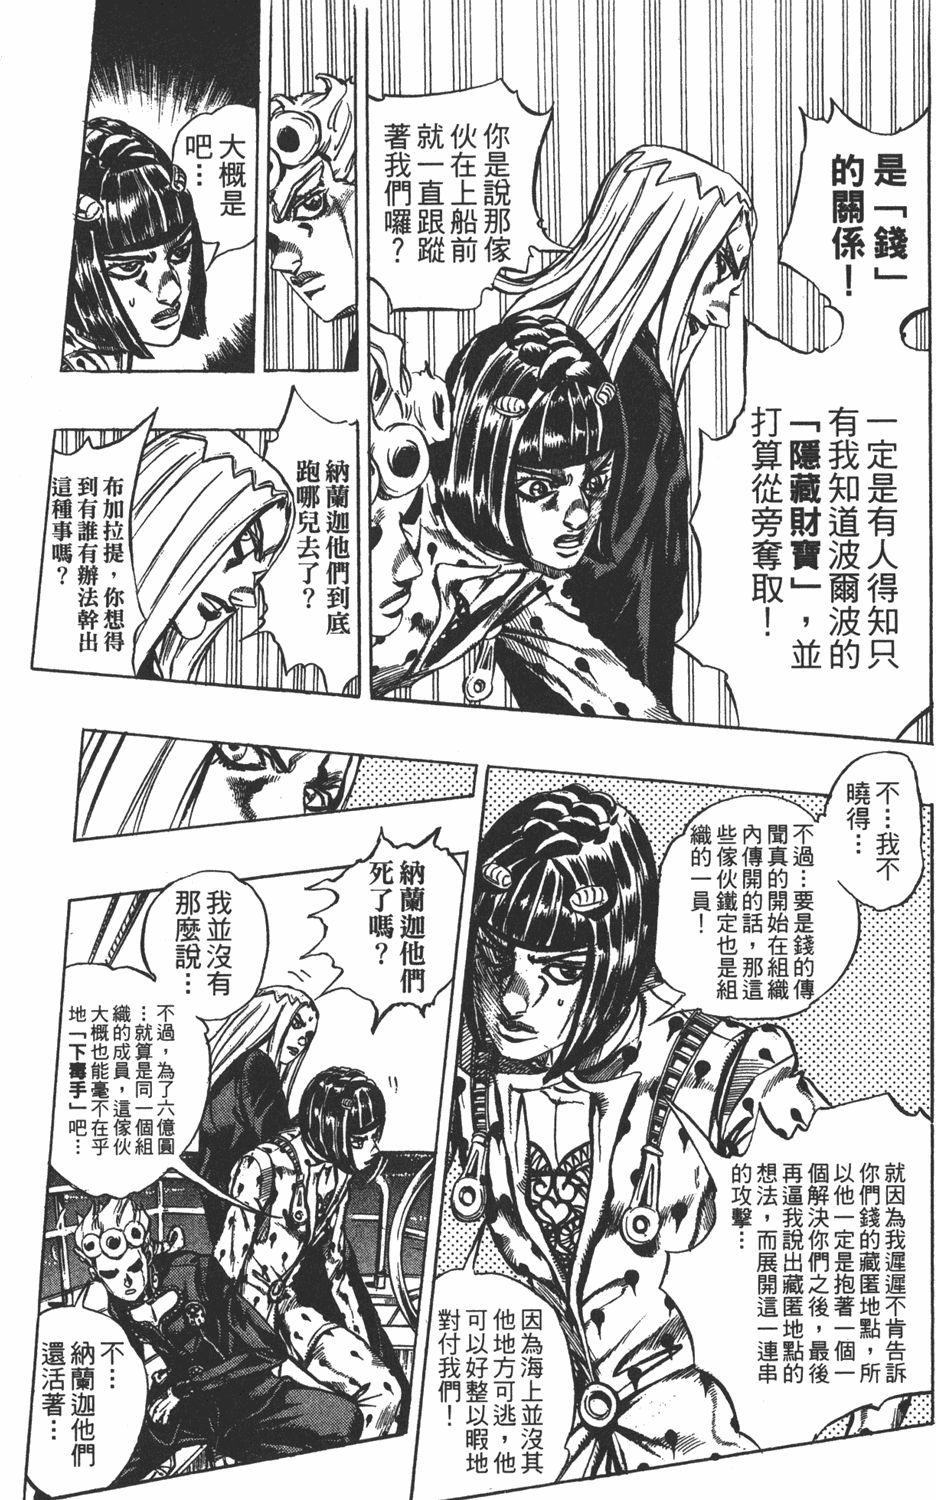 是「錢」
的關係！
一定是有人得知只
有我知道波爾波的
「隱藏財寶」，並
打算從旁奪取！
你是說那傢
伙在上船前
就一直跟蹤
著我們囉？
大概是
吧…
納蘭迦他們到底
跑哪兒去了？
布加拉提，你想得
到有誰有辦法幹出
這種事嗎？
不…我不
曉得…
不過…要是錢的傳
聞真的開始在組織
內傳開的話，那這
些傢伙鐵定也是組
織的一員！
就因為我遲遲不肯告訴
你們錢的藏匿地點，所
以他一定是抱著一個一
個解決你們之後，最後
再逼我說出藏匿地點的
想法，而展開這一連串
的攻擊…
因為海上並沒其
他地方可逃，他
可以好整以暇地
對付我們！
納蘭迦他們
死了嗎？
我並沒有
那麼說…
不過，為了六億圓
…就算是同一個組
織的成員，這傢伙
大概也能毫不在乎
地「下毒手」吧…
不…
納蘭迦他們
還活著…